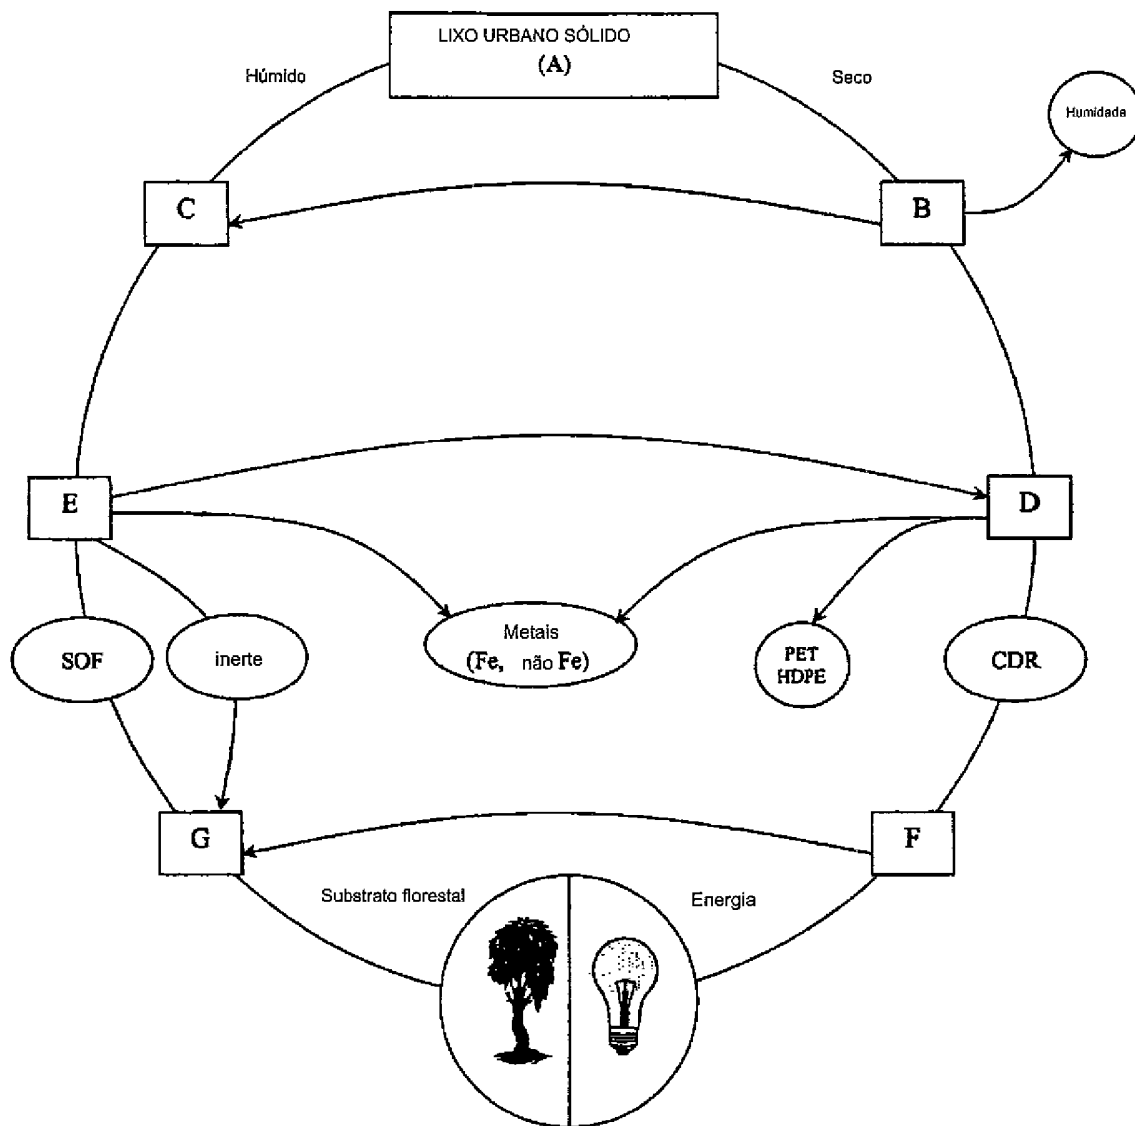 LIXO URBANO SÓLIDO
(A)
Húmido
Seco
Humidade
C
B
E
D
SOF
inerte
Metais
(Fe, não Fe)
PET
HDPE
CDR
G
F
Substrato florestal
Energia